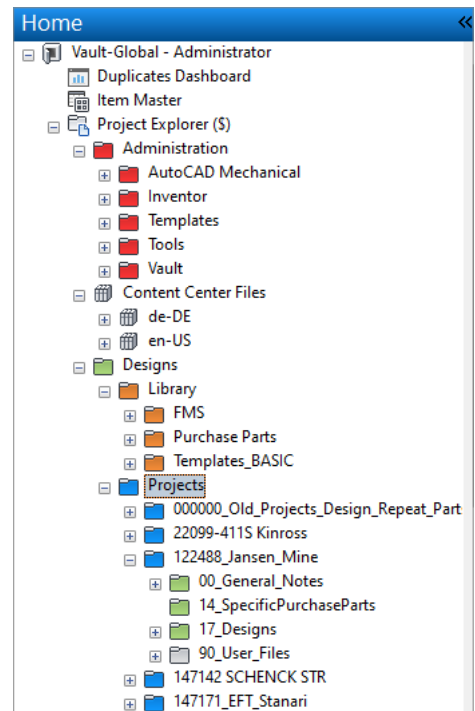 Home
Vault-Global - Administrator
Duplicates Dashboard
Item Master
Project Explorer ($)
Administration
AutoCAD Mechanical
Inventor
Templates
Tools
Vault
Content Center Files
de-DE
en-US
Designs
Library
FMS
Purchase Parts
Templates_BASIC
Projects
000000_Old_Projects_Design_Repeat_Part
22099-411S Kinross
122488_Jansen_Mine
00_General_Notes
14_SpecificPurchaseParts
17_Designs
90_User_Files
147142 SCHENCK STR
147171_EFT_Stanari